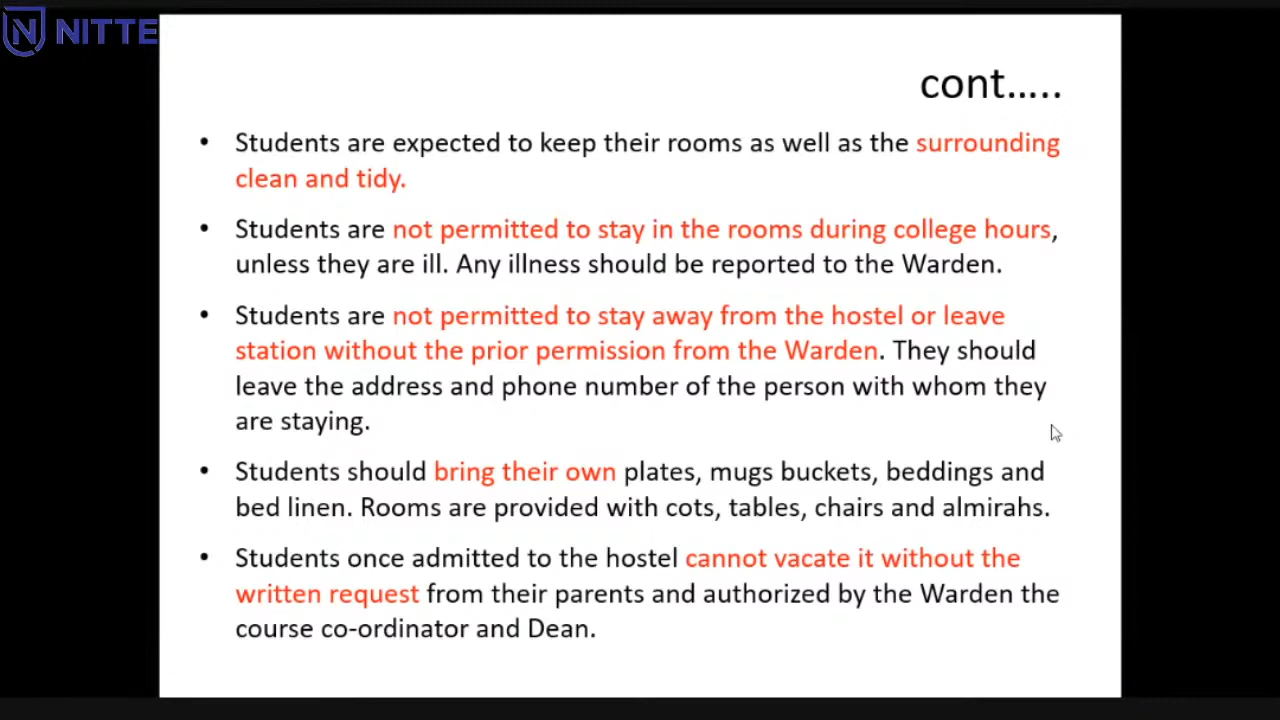 NITTE
cont.....
• Students are expected to keep their rooms as well as the surrounding
clean and tidy.
• Students are not permitted to stay in the rooms during college hours,
unless they are ill. Any illness should be reported to the Warden.
• Students are not permitted to stay away from the hostel or leave
station without the prior permission from the Warden. They should
leave the address and phone number of the person with whom they
are staying.
• Students should bring their own plates, mugs buckets, beddings and
bed linen. Rooms are provided with cots, tables, chairs and almirahs.
• Students once admitted to the hostel cannot vacate it without the
written request from their parents and authorized by the Warden the
course co-ordinator and Dean.